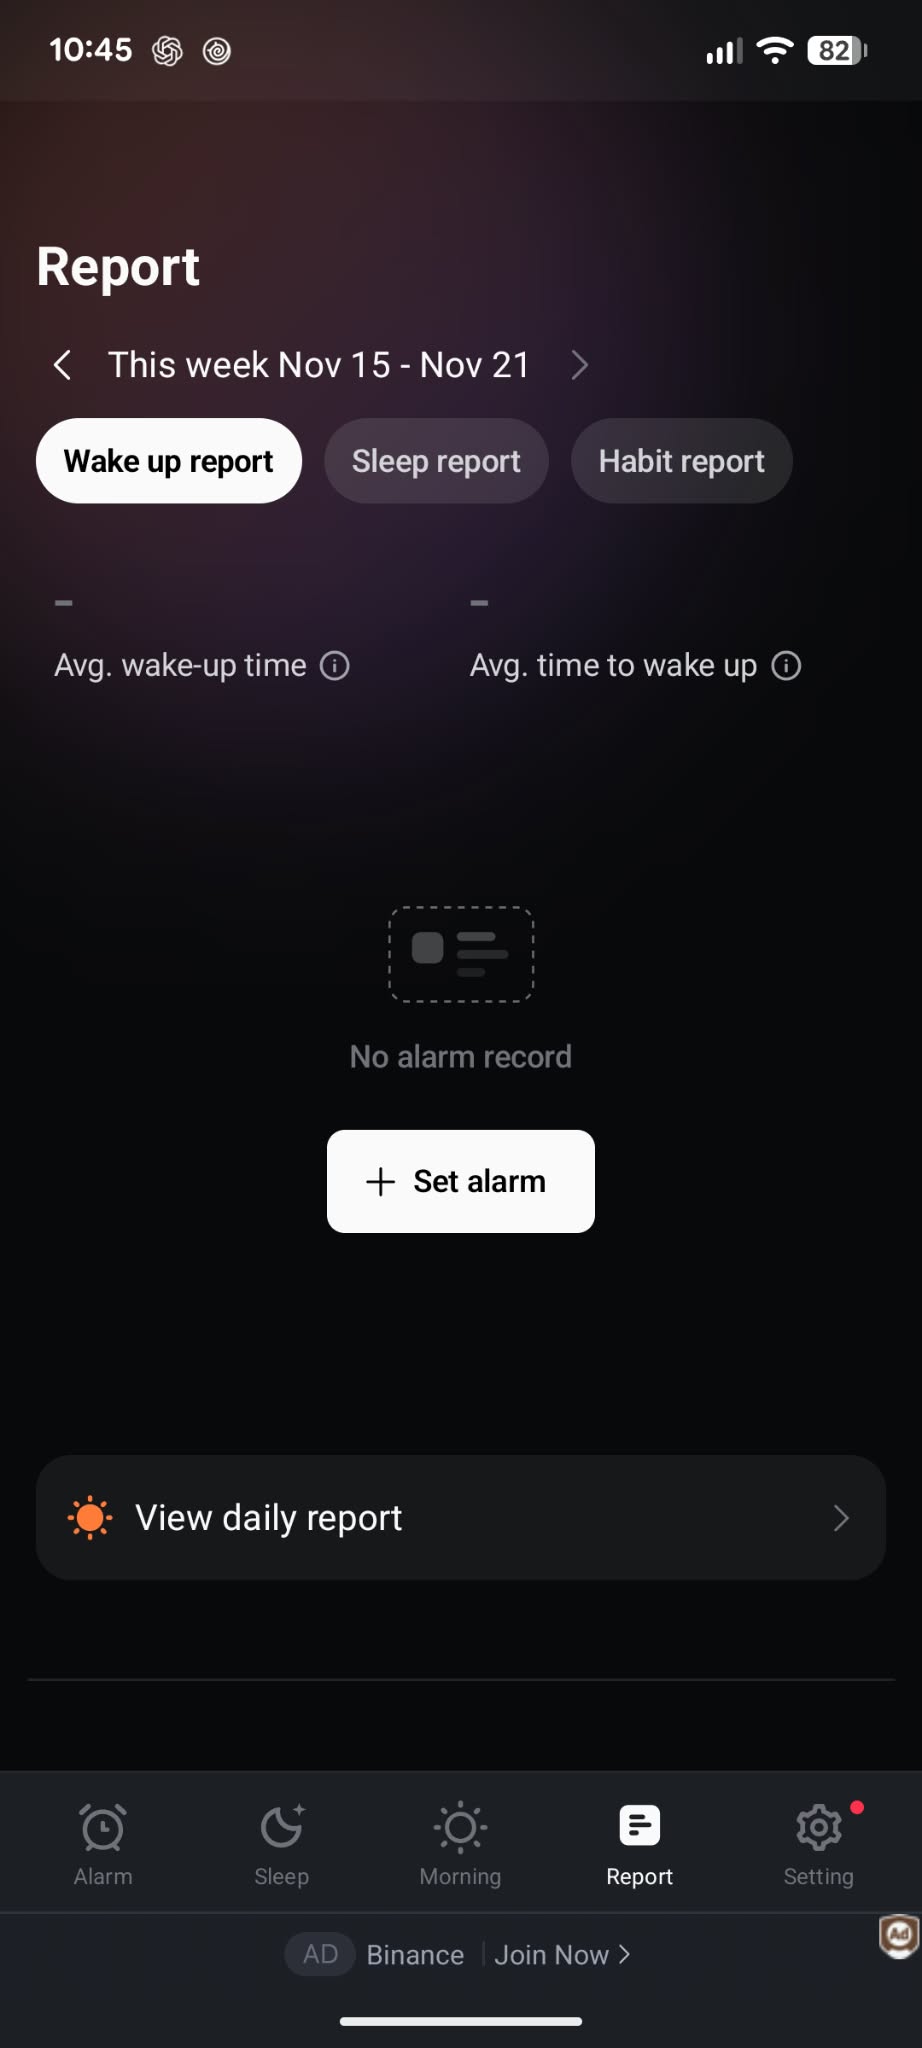 10:45
82
Report
This week Nov 15 - Nov 21
Wake up report
Sleep report
Habit report
-
-
Avg. wake-up time
Avg. time to wake up
No alarm record
+ Set alarm
View daily report
Alarm
Sleep
Morning
Report
Setting
AD Binance | Join Now >
Ad